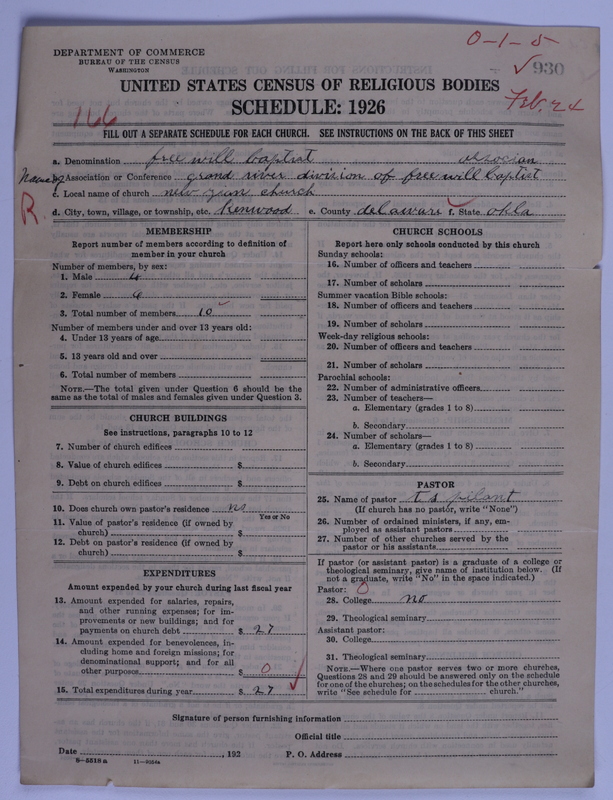 DEPARTMENT OF COMMERCE
BUREAU OF THE CENSUS
WASHINGTON
0-1-5
930
UNITED STATES CENSUS OF RELIGIOUS BODIES
SCHEDULE: 1926
Feb. 24
166
FILL OUT A SEPARATE SCHEDULE FOR EACH CHURCH. SEE INSTRUCTIONS ON THE BACK OF THIS SHEET
a. Denomination free will baptist
b. Association or Conference grand river division of free will baptist
c. Local name of church new zion church
R.
d. City, town, village, or township, etc. kenwood e. County delaware f. State okla
MEMBERSHIP
Report number of members according to definition of
member in your church
Number of members, by sex:
1. Male 4
2. Female 6
3. Total number of members 10
Number of members under and over 13 years old:
4. Under 13 years of age
5. 13 years old and over
6. Total number of members
NOTE.—The total given under Question 6 should be the
same as the total of males and females given under Question 3.
CHURCH BUILDINGS
See instructions, paragraphs 10 to 12
7. Number of church edifices
8. Value of church edifices $
9. Debt on church edifices $
10. Does church own pastor's residence no
Yes or No
11. Value of pastor's residence (if owned by
church) $
12. Debt on pastor's residence (if owned by
church) $
EXPENDITURES
Amount expended by your church during last fiscal year
13. Amount expended for salaries, repairs,
and other running expenses; for im-
provements or new buildings; and for
payments on church debt $ 27
14. Amount expended for benevolences, in-
cluding home and foreign missions; for
denominational support; and for all
other purposes $ 0
15. Total expenditures during year $ 27
CHURCH SCHOOLS
Report here only schools conducted by this church
Sunday schools:
16. Number of officers and teachers
17. Number of scholars
Summer vacation Bible schools:
18. Number of officers and teachers
19. Number of scholars
Week-day religious schools:
20. Number of officers and teachers
21. Number of scholars
Parochial schools:
22. Number of administrative officers
23. Number of teachers—
a. Elementary (grades 1 to 8)
b. Secondary
24. Number of scholars—
a. Elementary (grades 1 to 8)
b. Secondary
PASTOR
25. Name of pastor
(If church has no pastor, write "None")
26. Number of ordained ministers, if any, em-
ployed as assistant pastors
27. Number of other churches served by the
pastor or his assistants
If pastor (or assistant pastor) is a graduate of a college or
theological seminary, give name of institution below. (If
not a graduate, write "No" in the space indicated.)
Pastor: 0
28. College no
29. Theological seminary
Assistant pastor:
30. College
31. Theological seminary
NOTE.—Where one pastor serves two or more churches,
Questions 28 and 29 should be answered only on the schedule
for one of the churches; on the schedules for the other churches,
write "See schedule for church."
Signature of person furnishing information
Official title
Date , 192 P. O. Address
8—5519a 11—9554a